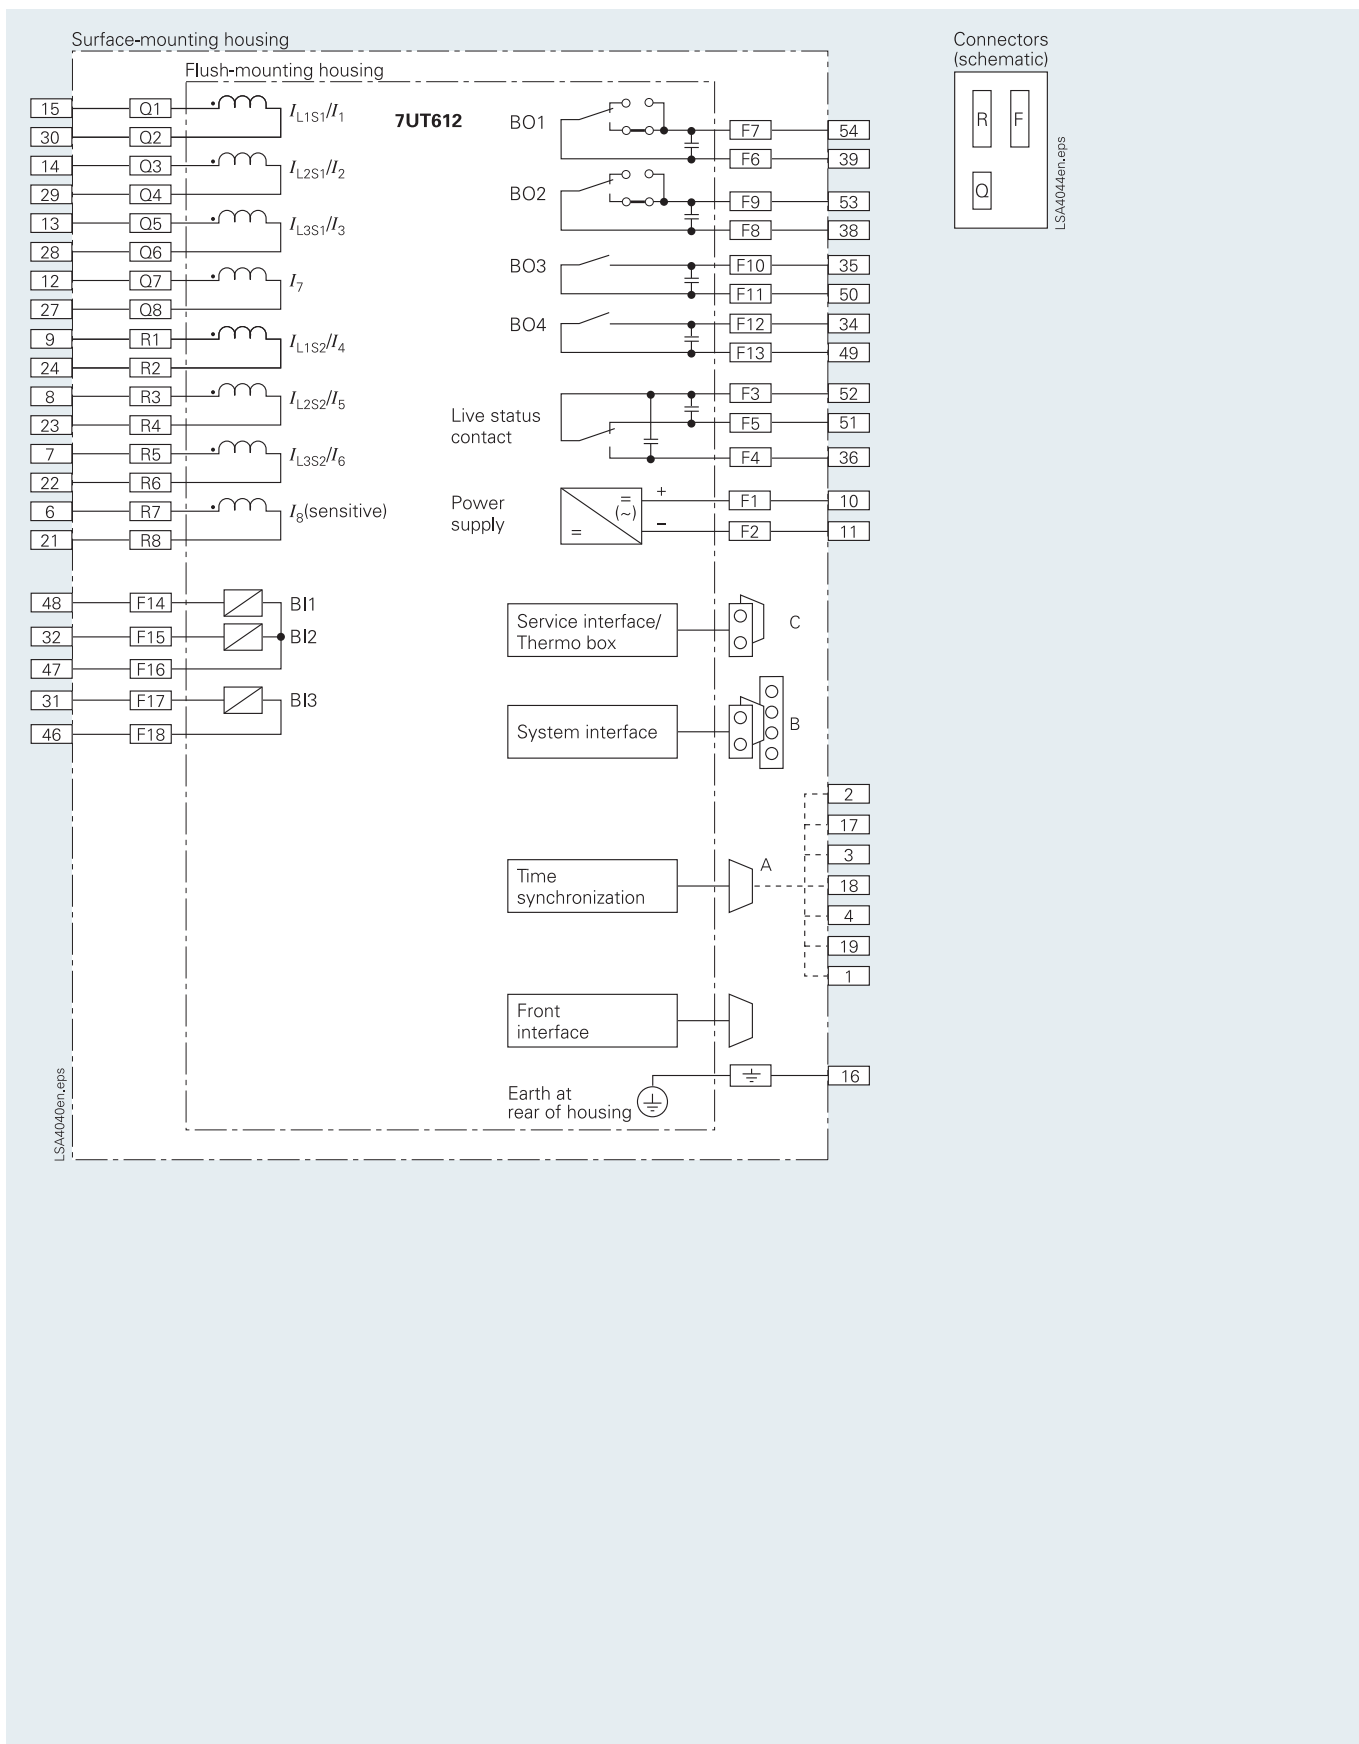 Surface-mounting housing
Flush-mounting housing
7UT612
15 Q1 I_L1S1/I_1
30 Q2
14 Q3 I_L2S1/I_2
29 Q4
13 Q5 I_L3S1/I_3
28 Q6
12 Q7 I_7
27 Q8
9 R1 I_L1S2/I_4
24 R2
8 R3 I_L2S2/I_5
23 R4
7 R5 I_L3S2/I_6
22 R6
6 R7 I_8(sensitive)
21 R8
48 F14 BI1
32 F15 BI2
47 F16
31 F17 BI3
46 F18
BO1 F7 54
F6 39
BO2 F9 53
F8 38
BO3 F10 35
F11 50
BO4 F12 34
F13 49
Live status
contact
F3 52
F5 51
F4 36
Power
supply
= (~) =
+ F1 10
– F2 11
Service interface/
Thermo box
C
System interface
B
Time
synchronization
A
2
17
3
18
4
19
1
Front
interface
Earth at
rear of housing
16
LSA4040en.eps
Connectors
(schematic)
R F
Q
LSA4044en.eps